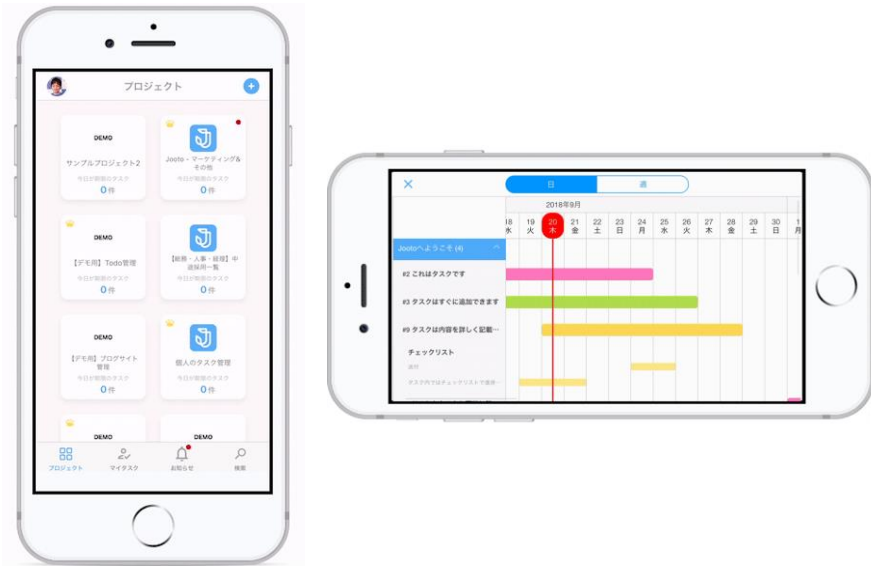 プロジェクト
DEMO
サンプルプロジェクト2
今日が期限のタスク
0件
Jooto - マーケティング&
その他
今日が期限のタスク
0件
DEMO
【デモ用】Todo管理
今日が期限のタスク
0件
【総務・人事・経理】中
途採用一覧
今日が期限のタスク
0件
DEMO
【デモ用】ブログサイト
管理
今日が期限のタスク
0件
個人のタスク管理
今日が期限のタスク
0件
DEMO
DEMO
プロジェクト マイタスク お知らせ 検索
日 週
2018年9月
18 19 20 21 22 23 24 25 26 27 28 29 30 1
水 火 木 金 土 日 月 水 火 木 金 土 日 月
Jootoへようこそ (4)
#2 これはタスクです
#3 タスクはすぐに追加できます
#9 タスクは内容を詳しく記載…
チェックリスト